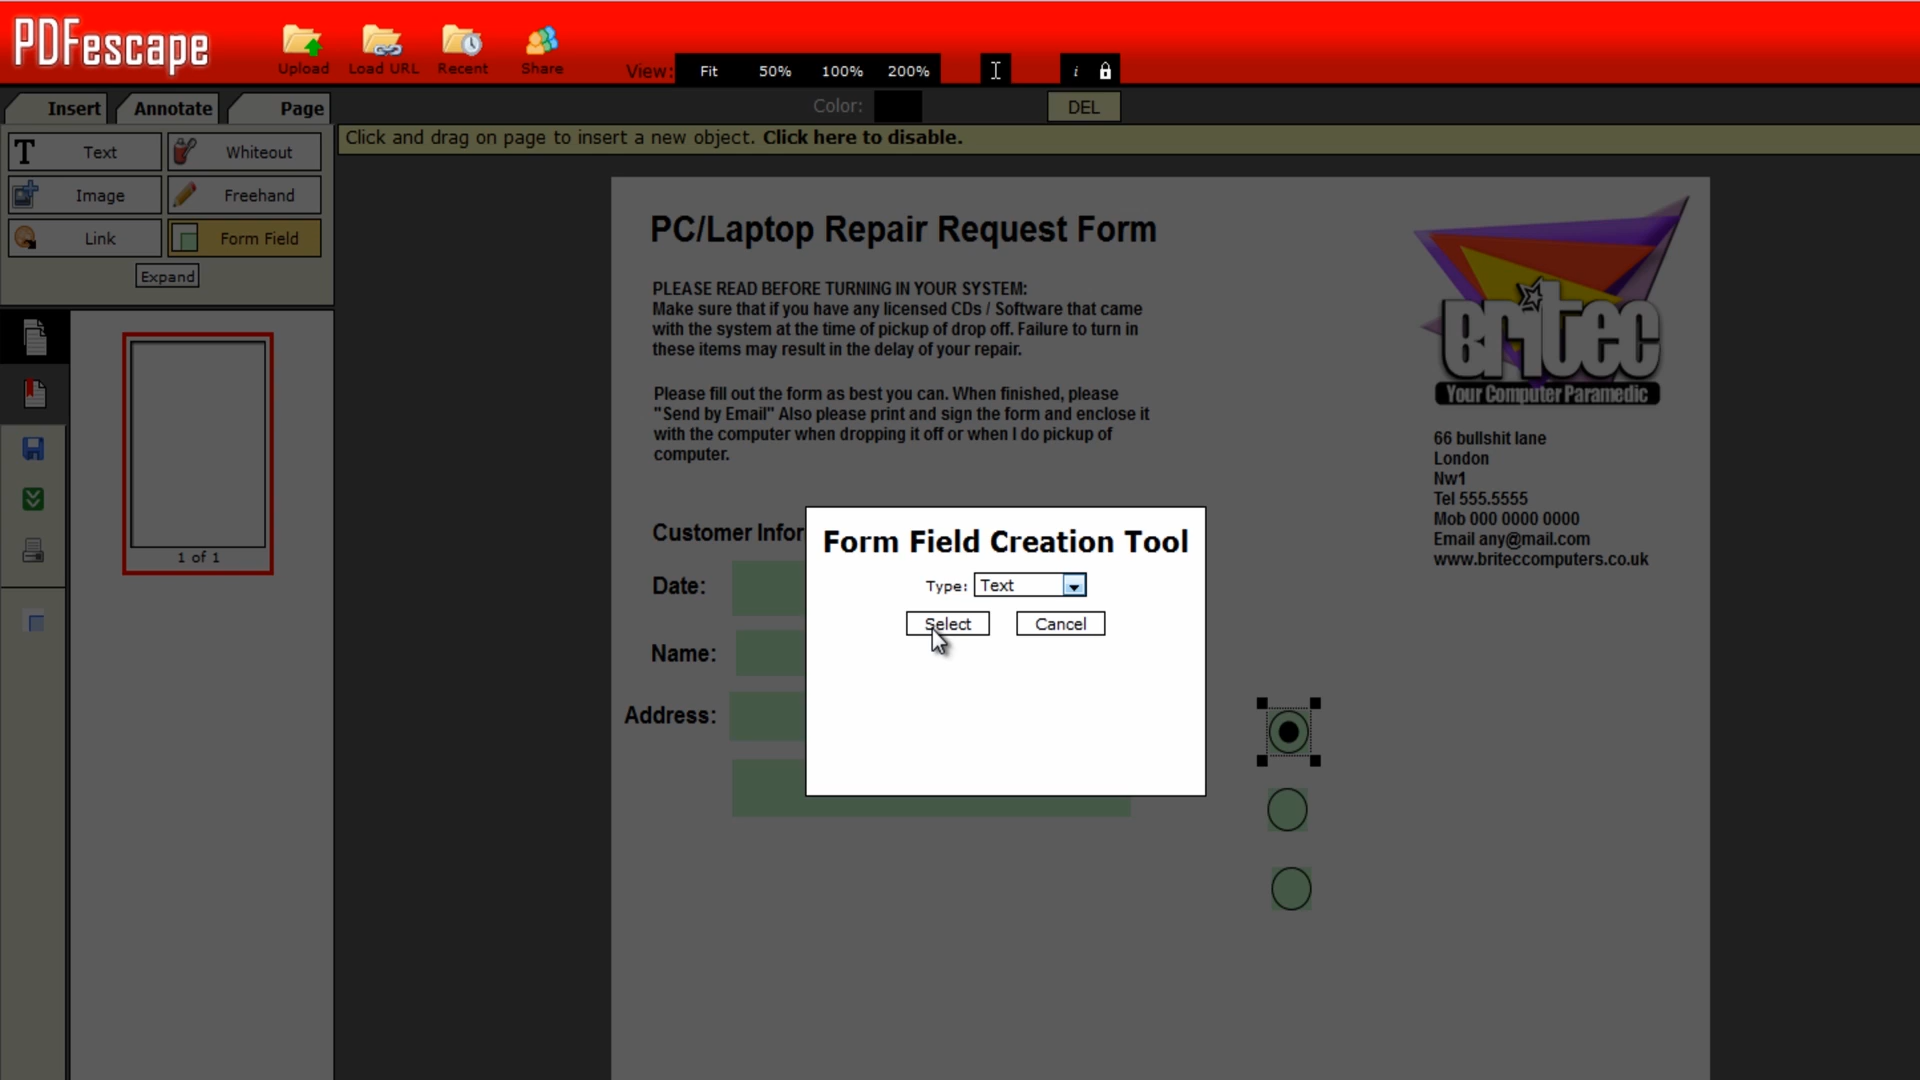 PDFescape
Upload
Load URL
Recent
Share
View:
Fit
50%
100%
200%
i
Insert
Annotate
Page
Color:
DEL
Text
Whiteout
Image
Freehand
Link
Form Field
Expand
Click and drag on page to insert a new object. Click here to disable.
1 of 1
PC/Laptop Repair Request Form
PLEASE READ BEFORE TURNING IN YOUR SYSTEM:
Make sure that if you have any licensed CDs / Software that came
with the system at the time of pickup of drop off. Failure to turn in
these items may result in the delay of your repair.
Please fill out the form as best you can. When finished, please
"Send by Email" Also please print and sign the form and enclose it
with the computer when dropping it off or when I do pickup of
computer.
Britec
Your Computer Paramedic
66 bullshit lane
London
Nw1
Tel 555.5555
Mob 000 0000 0000
Email any@mail.com
www.briteccomputers.co.uk
Customer Infor
Date:
Name:
Address:
Form Field Creation Tool
Type: Text
Select
Cancel